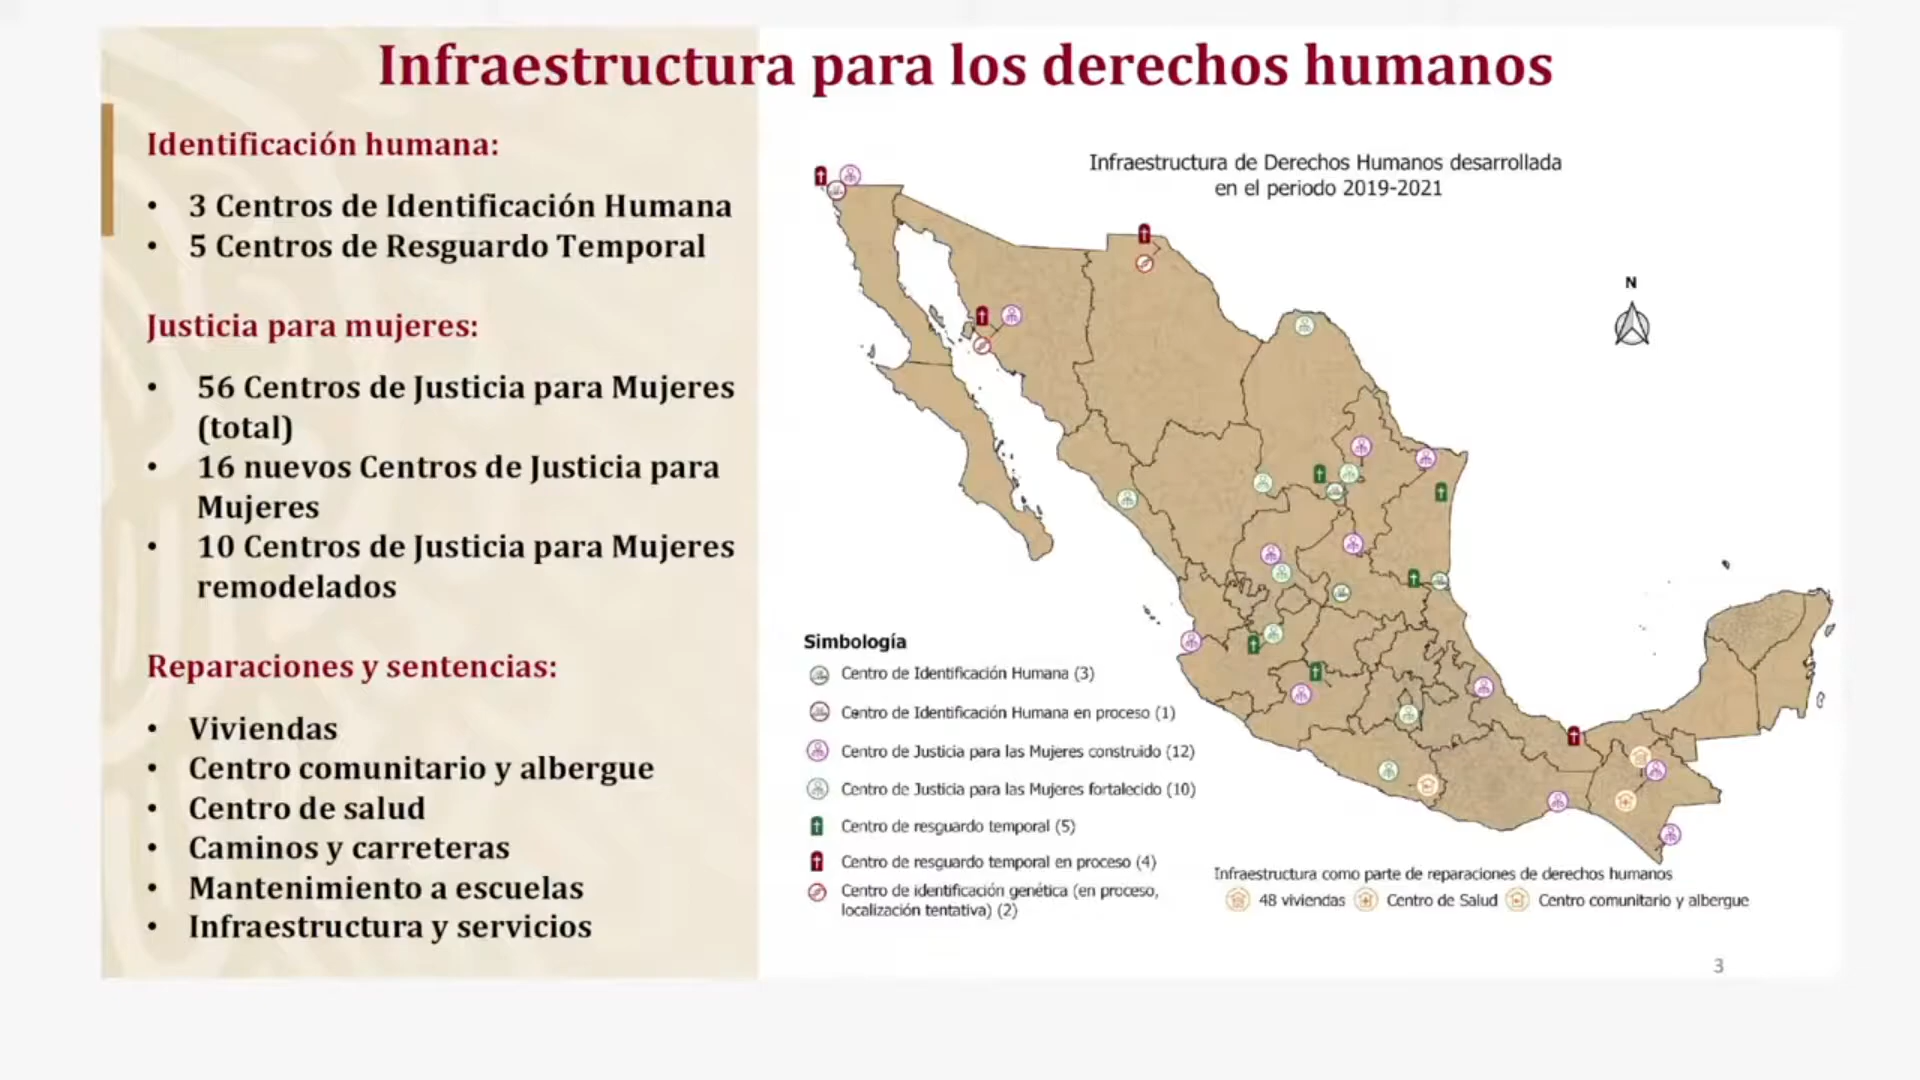 Infraestructura para los derechos humanos
Identificación humana:
• 3 Centros de Identificación Humana
• 5 Centros de Resguardo Temporal
Justicia para mujeres:
• 56 Centros de Justicia para Mujeres
(total)
• 16 nuevos Centros de Justicia para
Mujeres
• 10 Centros de Justicia para Mujeres
remodelados
Reparaciones y sentencias:
• Viviendas
• Centro comunitario y albergue
• Centro de salud
• Caminos y carreteras
• Mantenimiento a escuelas
• Infraestructura y servicios
Infraestructura de Derechos Humanos desarrollada
en el periodo 2019-2021
N
Simbología
Centro de Identificación Humana (3)
Centro de Identificación Humana en proceso (1)
Centro de Justicia para las Mujeres construido (12)
Centro de Justicia para las Mujeres fortalecido (10)
Centro de resguardo temporal (5)
Centro de resguardo temporal en proceso (4)
Centro de identificación genética (en proceso,
localización tentativa) (2)
Infraestructura como parte de reparaciones de derechos humanos
48 viviendas Centro de Salud Centro comunitario y albergue
3